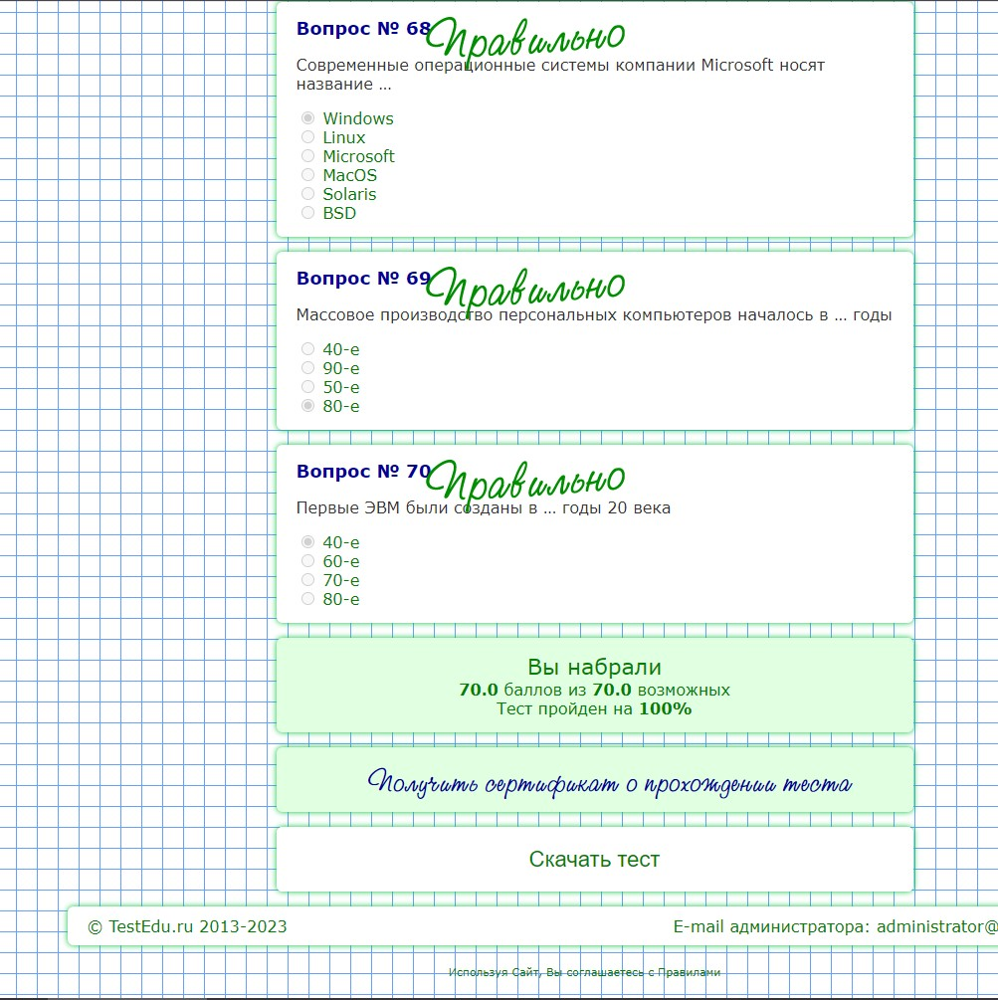 Вопрос № 68 Правильно
Современные операционные системы компании Microsoft носят
название ...
Windows
Linux
Microsoft
MacOS
Solaris
BSD
Вопрос № 69 Правильно
Массовое производство персональных компьютеров началось в ... годы
40-е
90-е
50-е
80-е
Вопрос № 70 Правильно
Первые ЭВМ были созданы в ... годы 20 века
40-е
60-е
70-е
80-е
Вы набрали
70.0 баллов из 70.0 возможных
Тест пройден на 100%
Получить сертификат о прохождении теста
Скачать тест
© TestEdu.ru 2013-2023 E-mail администратора: administrator@
Используя Сайт, Вы соглашаетесь с Правилами